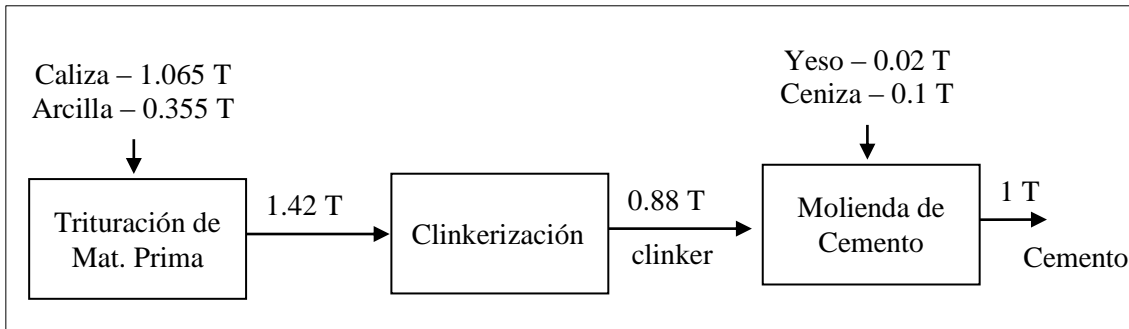 Caliza – 1.065 T
Arcilla – 0.355 T
Yeso – 0.02 T
Ceniza – 0.1 T
Trituración de
Mat. Prima
1.42 T
Clinkerización
0.88 T
clinker
Molienda de
Cemento
1 T
Cemento